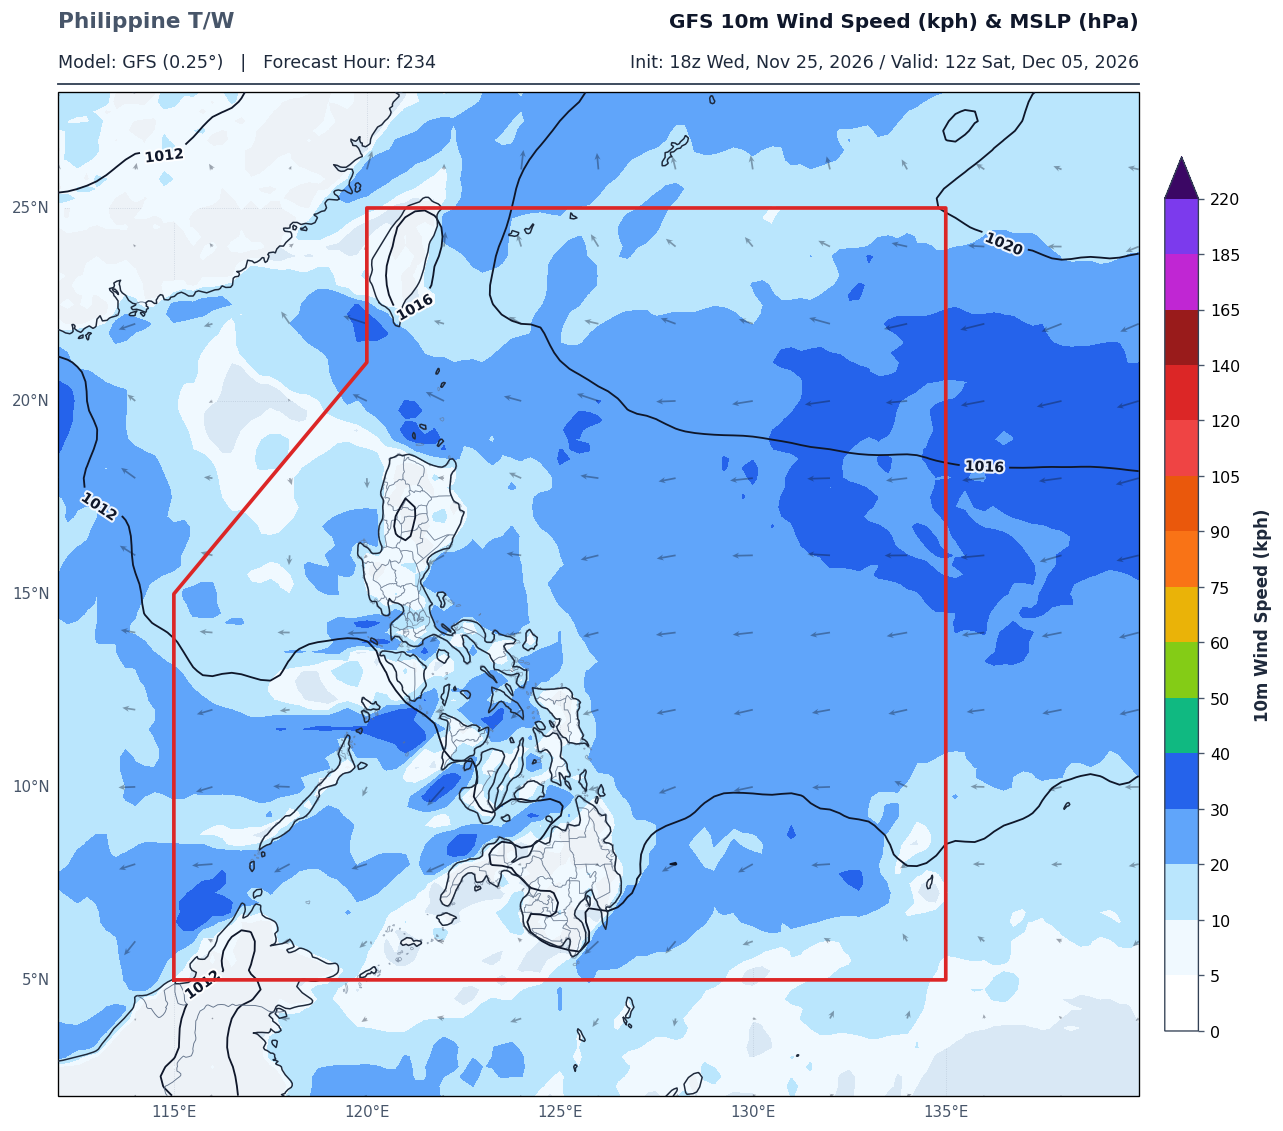 Philippine T/W
GFS 10m Wind Speed (kph) & MSLP (hPa)
Model: GFS (0.25°)   |   Forecast Hour: f234
Init: 18z Wed, Nov 25, 2026 / Valid: 12z Sat, Dec 05, 2026
1012
1020
1016
1016
1012
1012
25°N
20°N
15°N
10°N
5°N
115°E
120°E
125°E
130°E
135°E
220
185
165
140
120
105
90
75
60
50
40
30
20
10
5
0
10m Wind Speed (kph)